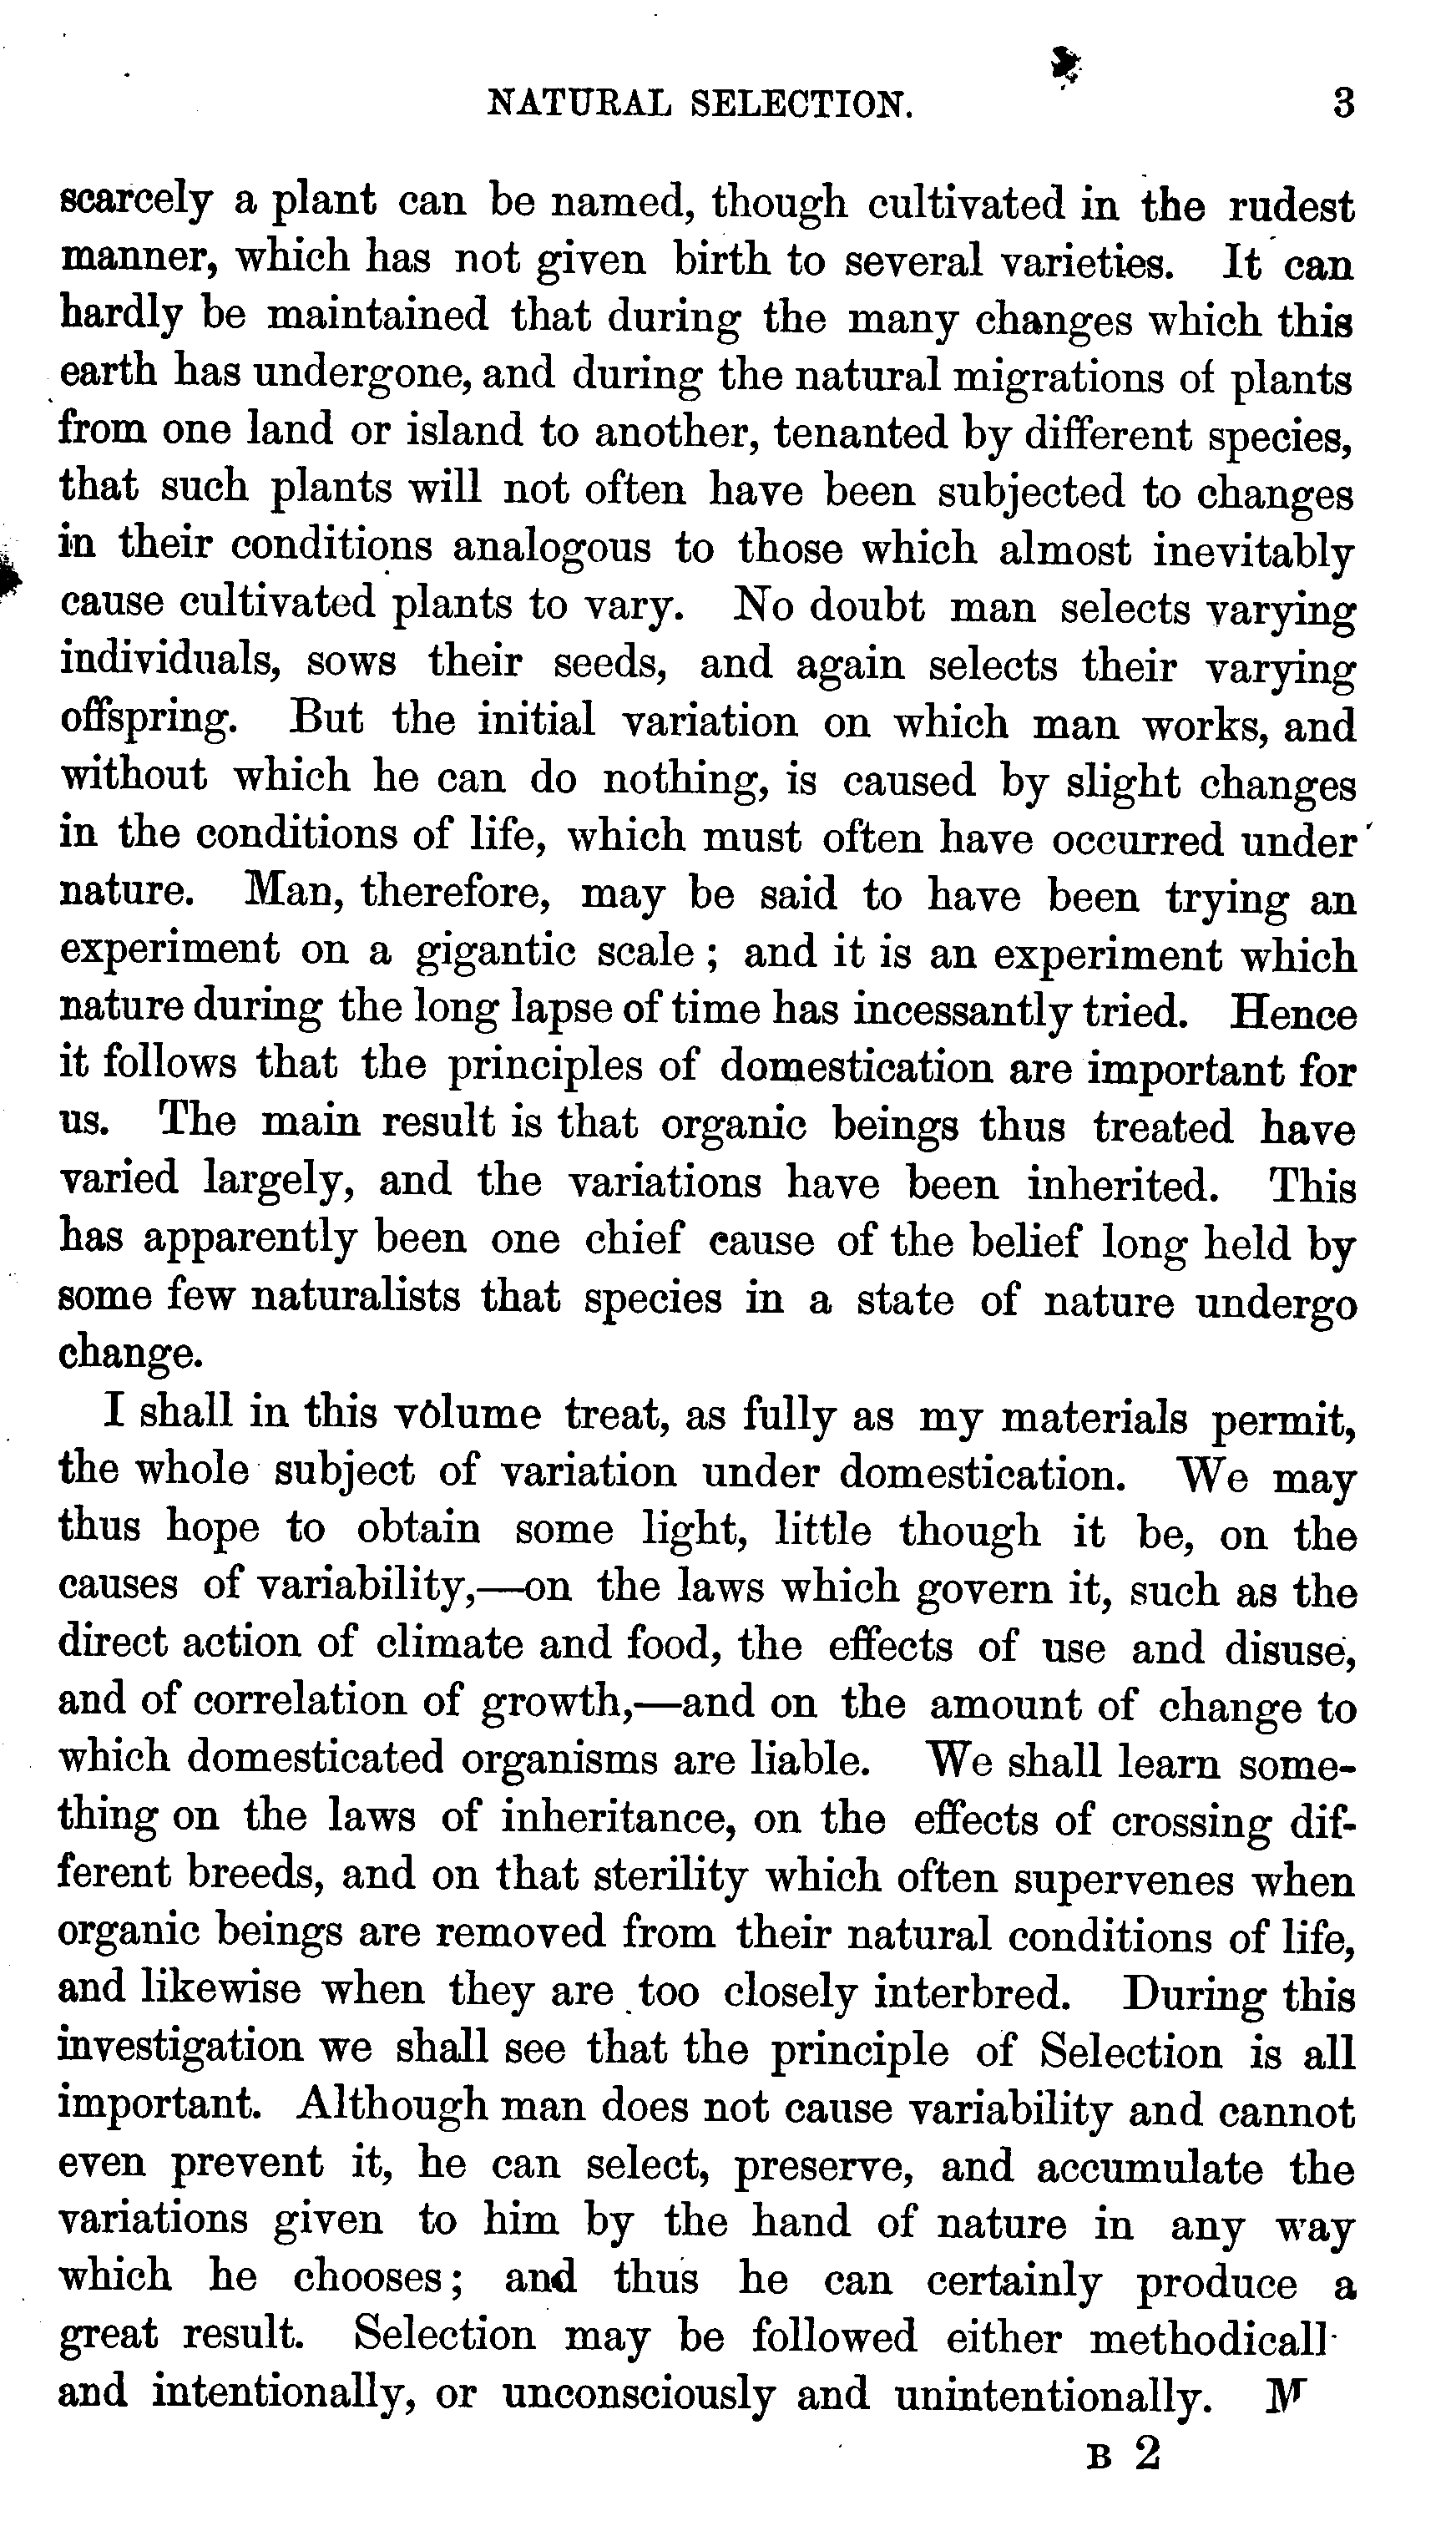 NATURAL SELECTION. 3
scarcely a plant can be named, though cultivated in the rudest
manner, which has not given birth to several varieties. It can
hardly be maintained that during the many changes which this
earth has undergone, and during the natural migrations of plants
from one land or island to another, tenanted by different species,
that such plants will not often have been subjected to changes
in their conditions analogous to those which almost inevitably
cause cultivated plants to vary. No doubt man selects varying
individuals, sows their seeds, and again selects their varying
offspring. But the initial variation on which man works, and
without which he can do nothing, is caused by slight changes
in the conditions of life, which must often have occurred under
nature. Man, therefore, may be said to have been trying an
experiment on a gigantic scale; and it is an experiment which
nature during the long lapse of time has incessantly tried. Hence
it follows that the principles of domestication are important for
us. The main result is that organic beings thus treated have
varied largely, and the variations have been inherited. This
has apparently been one chief cause of the belief long held by
some few naturalists that species in a state of nature undergo
change.
I shall in this volume treat, as fully as my materials permit,
the whole subject of variation under domestication. We may
thus hope to obtain some light, little though it be, on the
causes of variability,—on the laws which govern it, such as the
direct action of climate and food, the effects of use and disuse,
and of correlation of growth,—and on the amount of change to
which domesticated organisms are liable. We shall learn some-
thing on the laws of inheritance, on the effects of crossing dif-
ferent breeds, and on that sterility which often supervenes when
organic beings are removed from their natural conditions of life,
and likewise when they are too closely interbred. During this
investigation we shall see that the principle of Selection is all
important. Although man does not cause variability and cannot
even prevent it, he can select, preserve, and accumulate the
variations given to him by the hand of nature in any way
which he chooses; and thus he can certainly produce a
great result. Selection may be followed either methodicall
and intentionally, or unconsciously and unintentionally. M
B 2